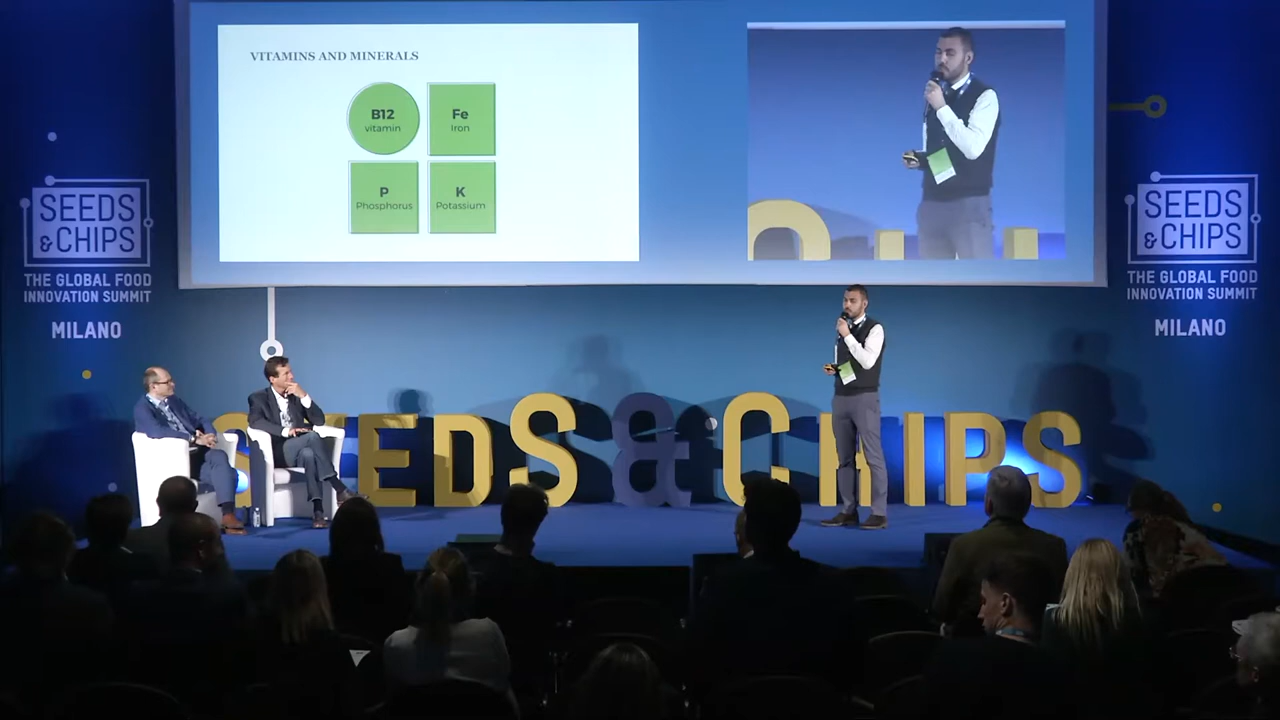 VITAMINS AND MINERALS
B12
vitamin
Fe
Iron
P
Phosphorus
K
Potassium
SEEDS
& CHIPS
THE GLOBAL FOOD
INNOVATION SUMMIT
MILANO
SEEDS
& CHIPS
THE GLOBAL FOOD
INNOVATION SUMMIT
MILANO
SEEDS & CHIPS